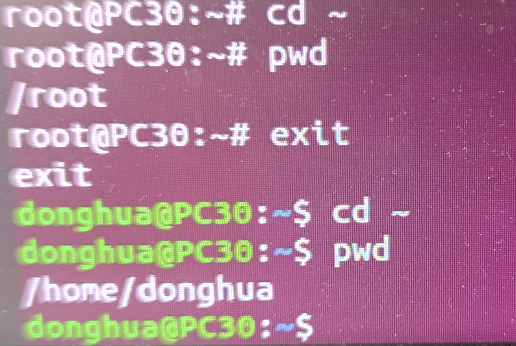 root@PC30:~# cd ~
root@PC30:~# pwd
/root
root@PC30:~# exit
exit
donghua@PC30:~$ cd ~
donghua@PC30:~$ pwd
/home/donghua
donghua@PC30:~$